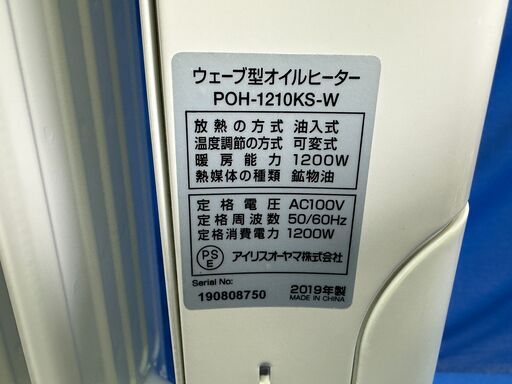 ウェーブ型オイルヒーター
POH-1210KS-W
放熱の方式 油入式
温度調節の方式 可変式
暖房能力 1200W
熱媒体の種類 鉱物油
定格電圧 AC100V
定格周波数 50/60Hz
定格消費電力 1200W
PS
E
アイリスオーヤマ株式会社
Serial No:
190808750
2019年製
MADE IN CHINA